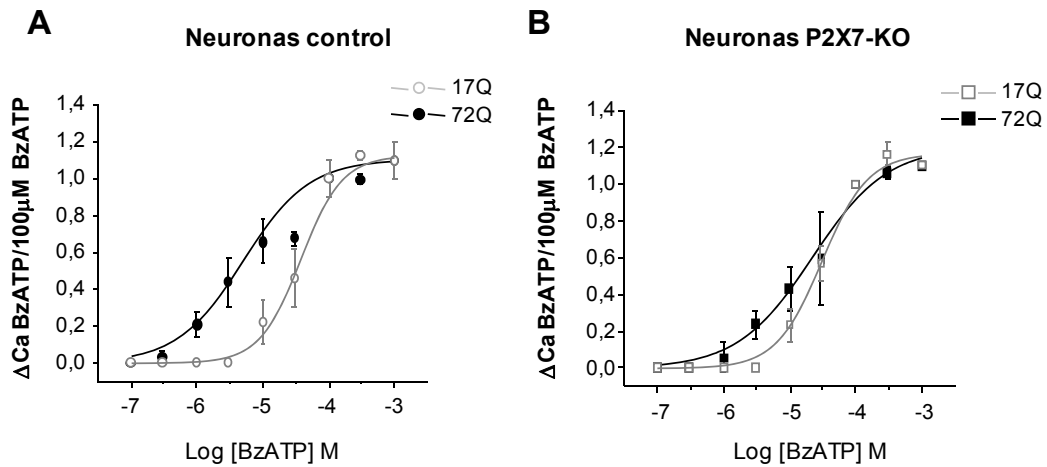 A
Neuronas control
17Q
72Q
ΔCa BzATP/100μM BzATP
1,4
1,2
1,0
0,8
0,6
0,4
0,2
0,0
-7
-6
-5
-4
-3
Log [BzATP] M
B
Neuronas P2X7-KO
17Q
72Q
ΔCa BzATP/100μM BzATP
1,4
1,2
1,0
0,8
0,6
0,4
0,2
0,0
-7
-6
-5
-4
-3
Log [BzATP] M